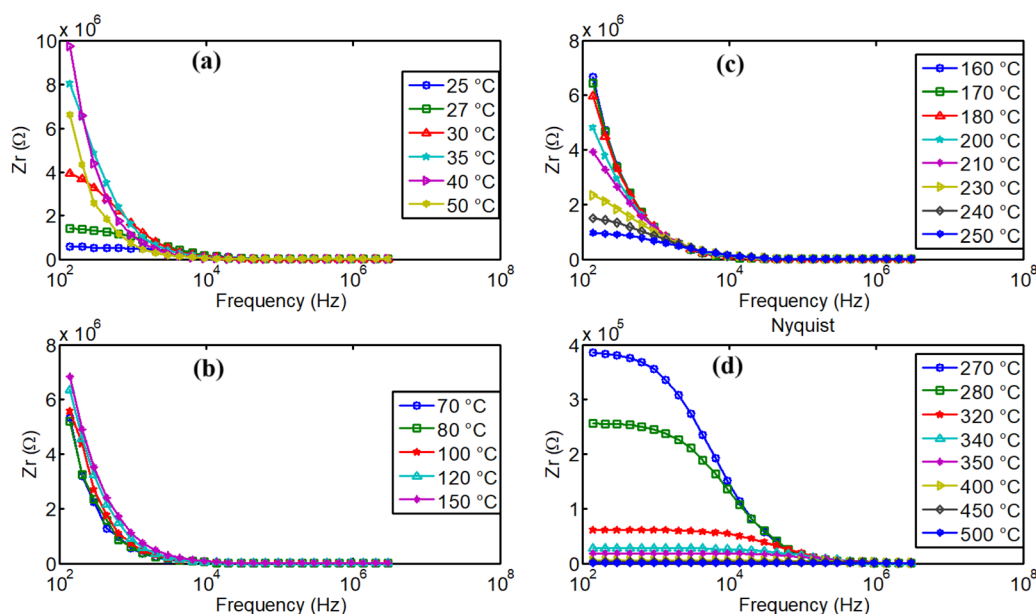 x 10^6
10
8
6
4
2
0
Zr (Ω)
(a)
25 °C
27 °C
30 °C
35 °C
40 °C
50 °C
10^2
10^4
10^6
10^8
Frequency (Hz)
x 10^6
8
6
4
2
0
Zr (Ω)
(c)
160 °C
170 °C
180 °C
200 °C
210 °C
230 °C
240 °C
250 °C
10^2
10^4
10^6
10^8
Frequency (Hz)
x 10^6
8
6
4
2
0
Zr (Ω)
(b)
70 °C
80 °C
100 °C
120 °C
150 °C
10^2
10^4
10^6
10^8
Frequency (Hz)
Nyquist
x 10^5
4
3
2
1
0
Zr (Ω)
(d)
270 °C
280 °C
320 °C
340 °C
350 °C
400 °C
450 °C
500 °C
10^2
10^4
10^6
10^8
Frequency (Hz)